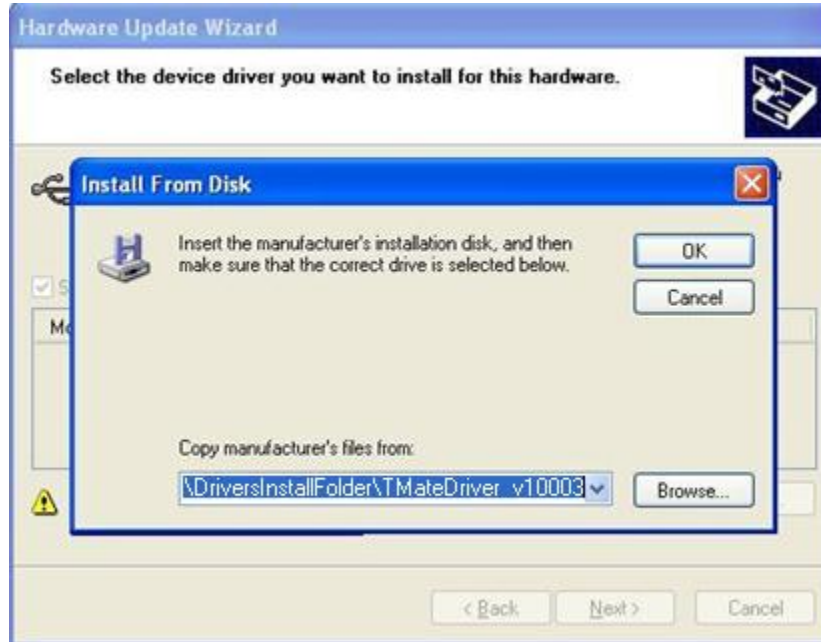 Hardware Update Wizard
Select the device driver you want to install for this hardware.
Install From Disk
Insert the manufacturer's installation disk, and then
make sure that the correct drive is selected below.
OK
Cancel
Copy manufacturer's files from:
\DriversInstallFolder\TMateDriver_v10003
Browse...
< Back
Next >
Cancel